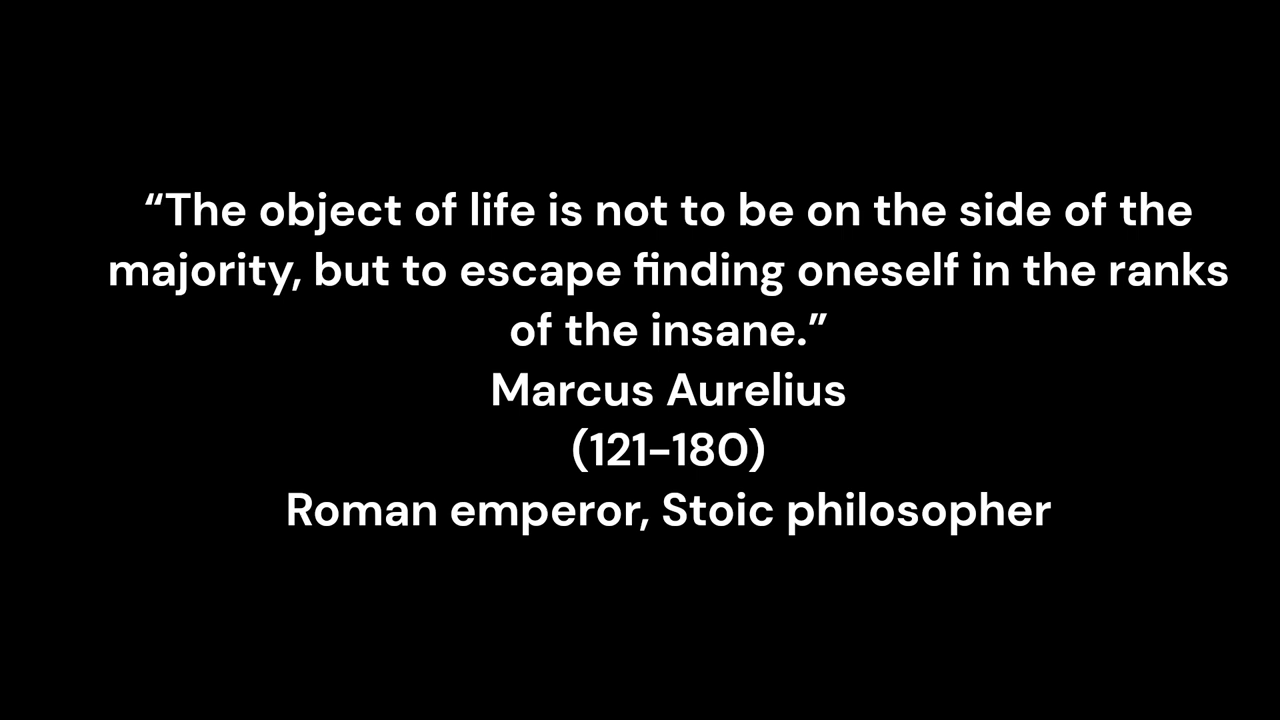 “The object of life is not to be on the side of the
majority, but to escape finding oneself in the ranks
of the insane.”
Marcus Aurelius
(121–180)
Roman emperor, Stoic philosopher